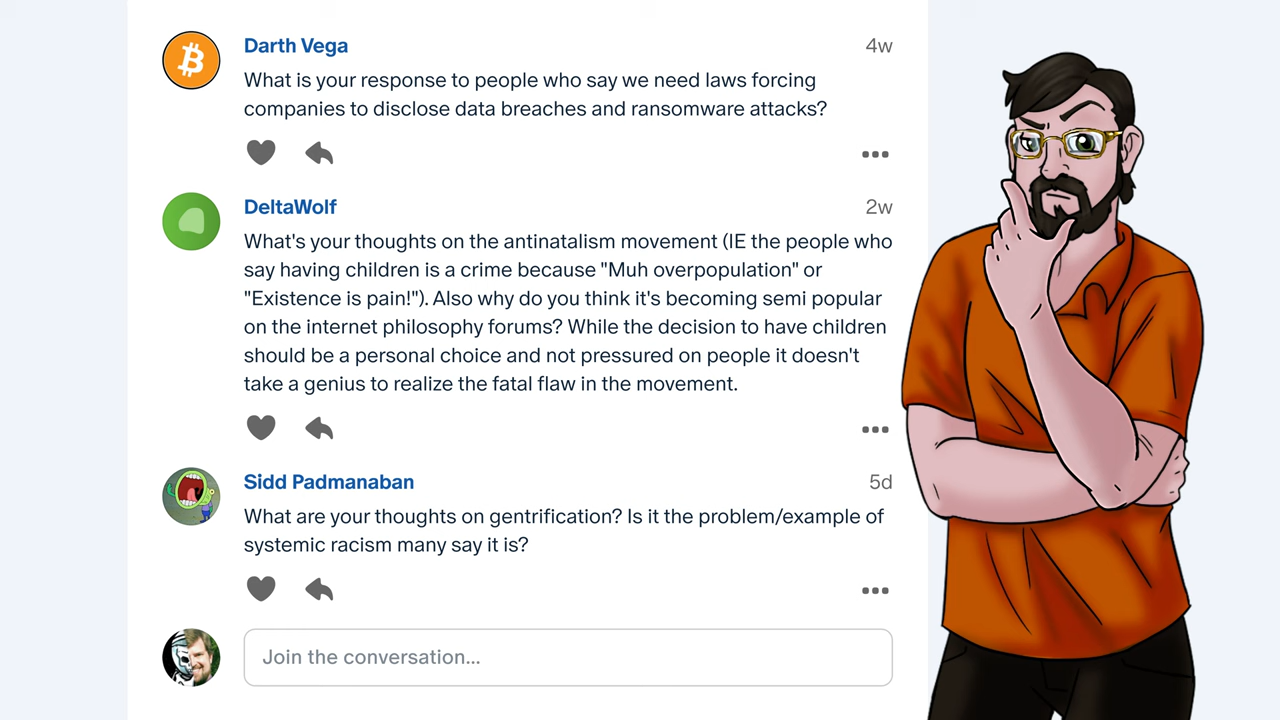 Darth Vega
4w
What is your response to people who say we need laws forcing
companies to disclose data breaches and ransomware attacks?
DeltaWolf
2w
What's your thoughts on the antinatalism movement (IE the people who
say having children is a crime because "Muh overpopulation" or
"Existence is pain!"). Also why do you think it's becoming semi popular
on the internet philosophy forums? While the decision to have children
should be a personal choice and not pressured on people it doesn't
take a genius to realize the fatal flaw in the movement.
Sidd Padmanaban
5d
What are your thoughts on gentrification? Is it the problem/example of
systemic racism many say it is?
Join the conversation...